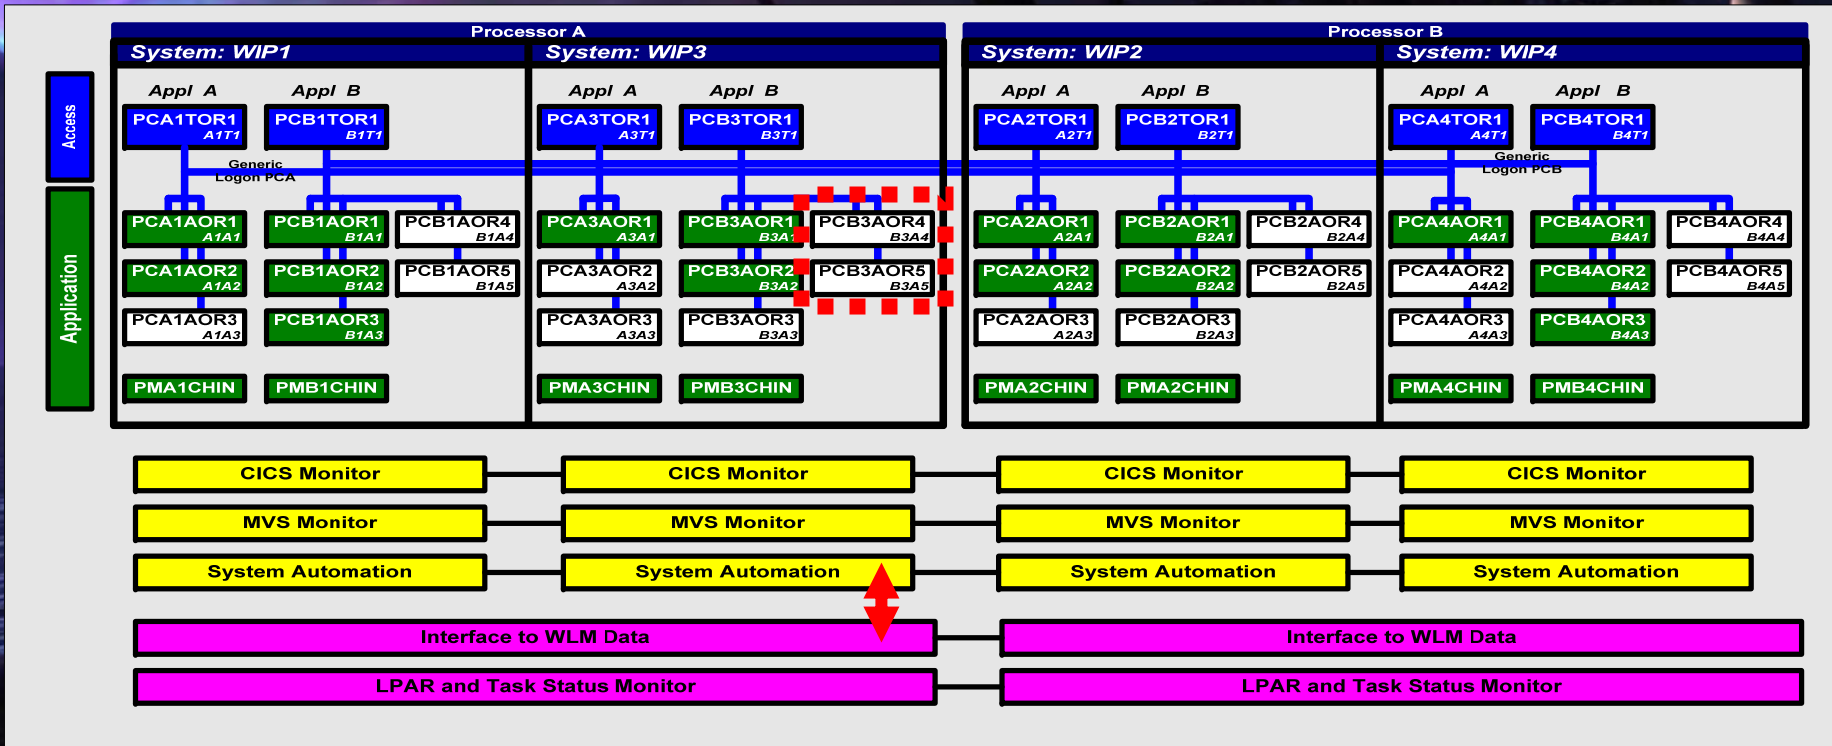 Processor A
Processor B
System: WIP1
System: WIP3
System: WIP2
System: WIP4
Access
Appl A
Appl B
Appl A
Appl B
Appl A
Appl B
Appl A
Appl B
PCA1TOR1
A1T1
PCB1TOR1
B1T1
PCA3TOR1
A3T1
PCB3TOR1
B3T1
PCA2TOR1
A2T1
PCB2TOR1
B2T1
PCA4TOR1
A4T1
PCB4TOR1
B4T1
Generic
Logon PCA
Generic
Logon PCB
Application
PCA1AOR1
A1A1
PCB1AOR1
B1A1
PCB1AOR4
B1A4
PCA3AOR1
A3A1
PCB3AOR1
B3A1
PCB3AOR4
B3A4
PCA2AOR1
A2A1
PCB2AOR1
B2A1
PCB2AOR4
B2A4
PCA4AOR1
A4A1
PCB4AOR1
B4A1
PCB4AOR4
B4A4
PCA1AOR2
A1A2
PCB1AOR2
B1A2
PCB1AOR5
B1A5
PCA3AOR2
A3A2
PCB3AOR2
B3A2
PCB3AOR5
B3A5
PCA2AOR2
A2A2
PCB2AOR2
B2A2
PCB2AOR5
B2A5
PCA4AOR2
A4A2
PCB4AOR2
B4A2
PCB4AOR5
B4A5
PCA1AOR3
A1A3
PCB1AOR3
B1A3
PCA3AOR3
A3A3
PCB3AOR3
B3A3
PCA2AOR3
A2A3
PCB2AOR3
B2A3
PCA4AOR3
A4A3
PCB4AOR3
B4A3
PMA1CHIN
PMB1CHIN
PMA3CHIN
PMB3CHIN
PMA2CHIN
PMA2CHIN
PMA4CHIN
PMB4CHIN
CICS Monitor
CICS Monitor
CICS Monitor
CICS Monitor
MVS Monitor
MVS Monitor
MVS Monitor
MVS Monitor
System Automation
System Automation
System Automation
System Automation
Interface to WLM Data
Interface to WLM Data
LPAR and Task Status Monitor
LPAR and Task Status Monitor